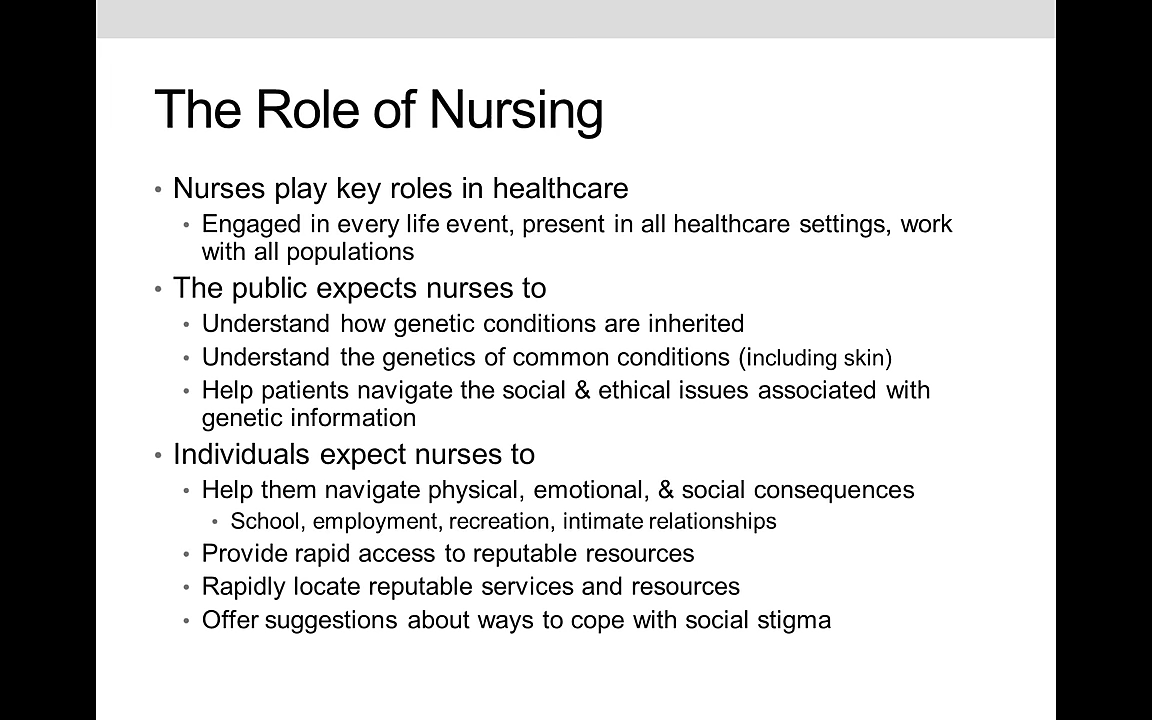 The Role of Nursing
• Nurses play key roles in healthcare
• Engaged in every life event, present in all healthcare settings, work
with all populations
• The public expects nurses to
• Understand how genetic conditions are inherited
• Understand the genetics of common conditions (including skin)
• Help patients navigate the social & ethical issues associated with
genetic information
• Individuals expect nurses to
• Help them navigate physical, emotional, & social consequences
• School, employment, recreation, intimate relationships
• Provide rapid access to reputable resources
• Rapidly locate reputable services and resources
• Offer suggestions about ways to cope with social stigma